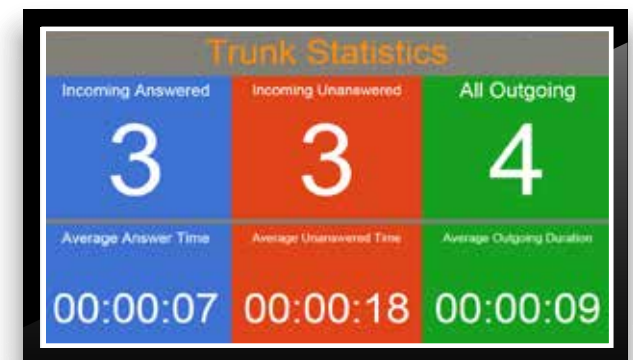 Trunk Statistics
Incoming Answered Incoming Unanswered All Outgoing
3 3 4
Average Answer Time Average Unanswered Time Average Outgoing Duration
00:00:07 00:00:18 00:00:09